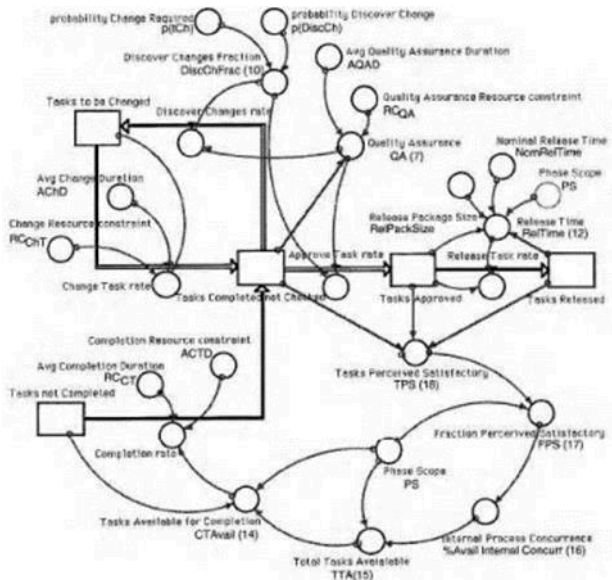 probability Change Required
p(tCh)
probability Discover Change
p(DiscCh)
Avg Quality Assurance Duration
AQAD
Discover Changes Fraction
DiscChFrac (10)
Tasks to be Changed
Discover Changes rate
Quality Assurance Resource constraint
RCQA
Quality Assurance
QA (7)
Nominal Release Time
NomRelTime
Phase Scope
PS
Avg Change Duration
AChD
Release Package Size
RelPackSize
Release Time
RelTime (12)
Change Resource constraint
RCChT
Approve Task rate
Release Task rate
Change Task rate
Tasks Completed not Checked
Tasks Approved
Tasks Released
Completion Resource constraint
ACTD
Avg Completion Duration
RCCT
Tasks Perceived Satisfactory
TPS (18)
Tasks not Completed
Completion rate
Fraction Perceived Satisfactory
FPS (17)
Phase Scope
PS
Tasks Available for Completion
CTAvail (14)
Internal Process Concurrence
%Avail Internal Concurr (16)
Total Tasks Avaialable
TTA(15)